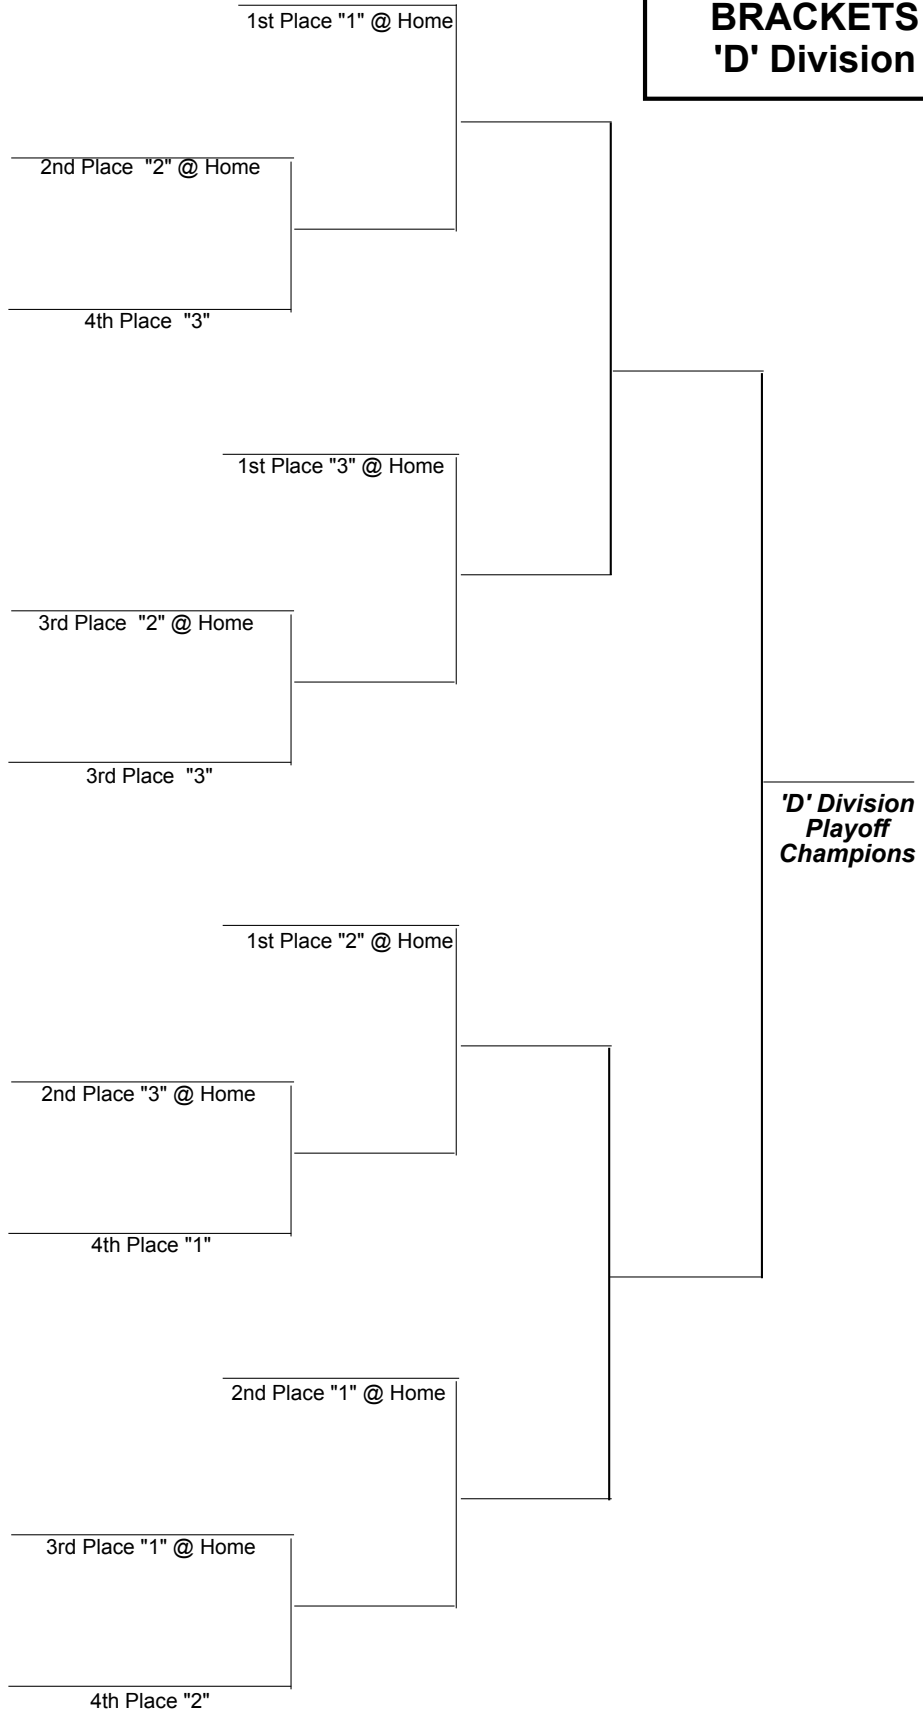 BRACKETS
'D' Division
1st Place "1" @ Home
2nd Place "2" @ Home
4th Place "3"
1st Place "3" @ Home
3rd Place "2" @ Home
3rd Place "3"
'D' Division
Playoff
Champions
1st Place "2" @ Home
2nd Place "3" @ Home
4th Place "1"
2nd Place "1" @ Home
3rd Place "1" @ Home
4th Place "2"